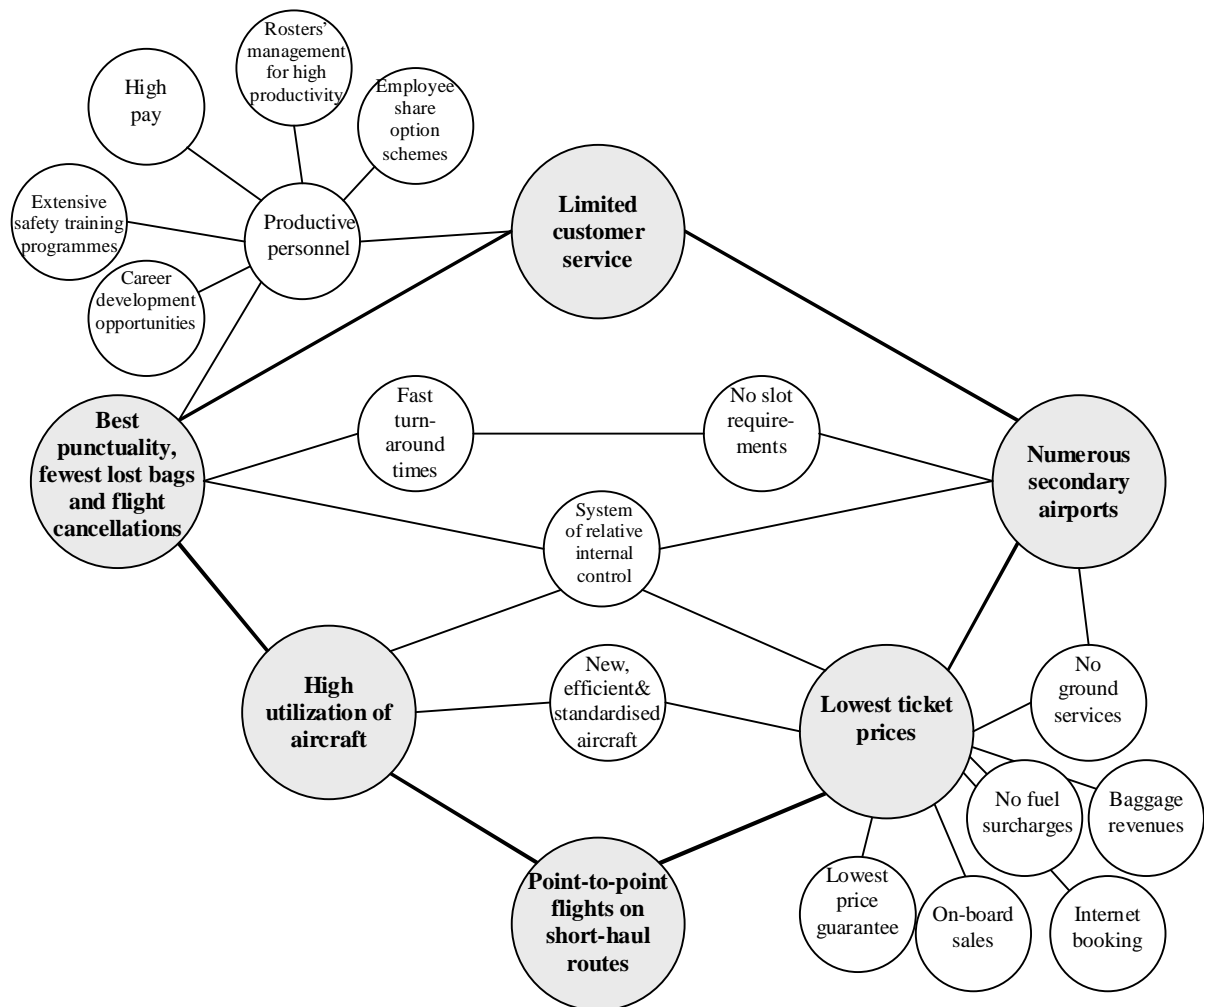 Rosters’
management
for high
productivity
High
pay
Employee
share
option
schemes
Extensive
safety training
programmes
Productive
personnel
Career
development
opportunities
Limited
customer
service
Best
punctuality,
fewest lost bags
and flight
cancellations
Fast
turn-
around
times
No slot
require-
ments
Numerous
secondary
airports
System
of relative
internal
control
High
utilization of
aircraft
New,
efficient&
standardised
aircraft
Lowest ticket
prices
No
ground
services
No fuel
surcharges
Baggage
revenues
Lowest
price
guarantee
On-board
sales
Internet
booking
Point-to-point
flights on
short-haul
routes